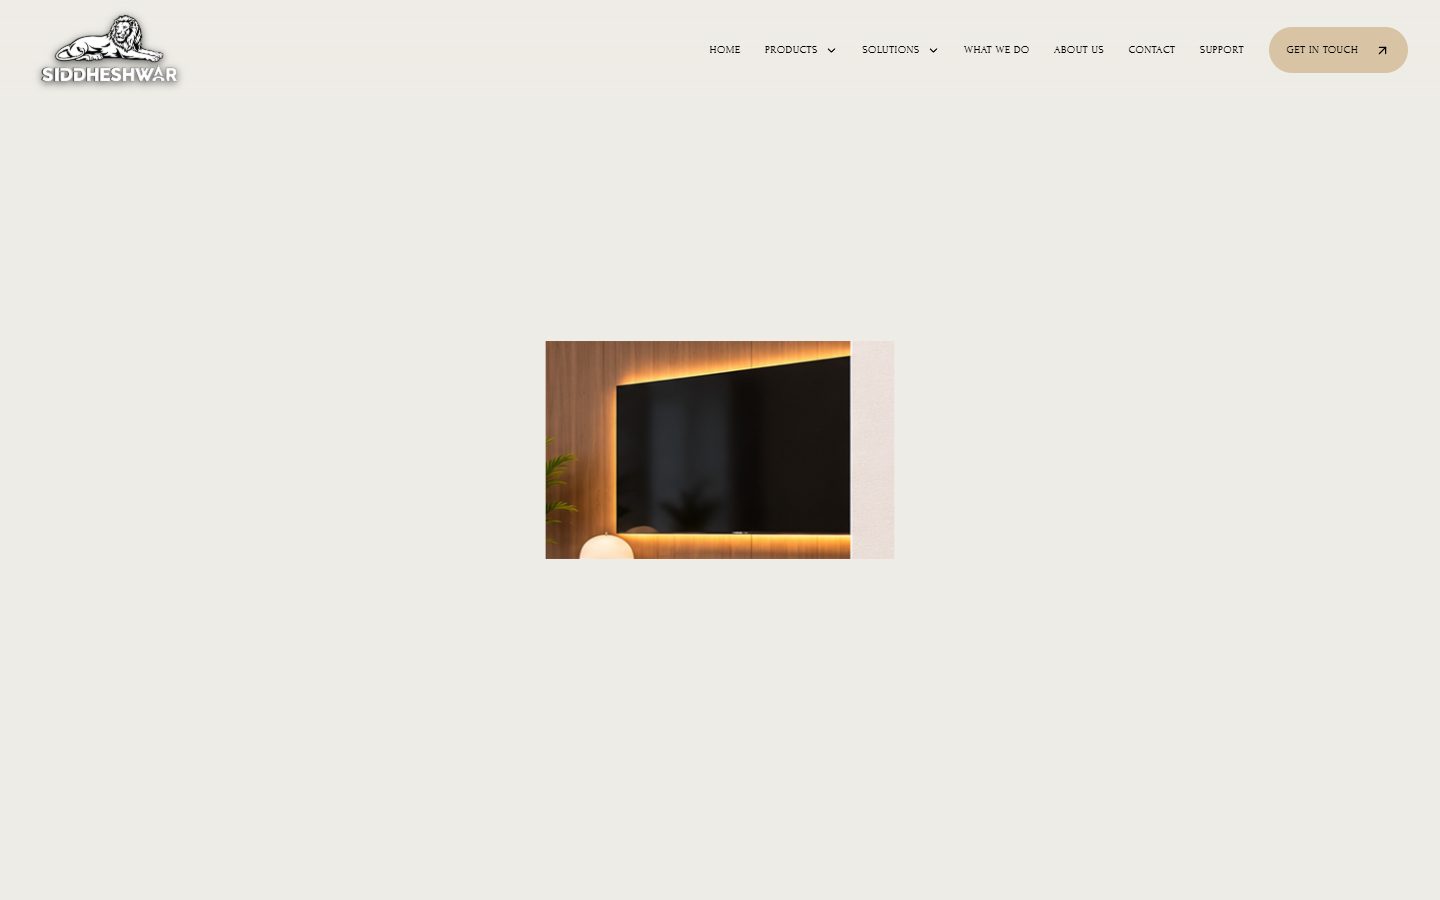 SIDDHESHWAR
HOME
PRODUCTS
SOLUTIONS
WHAT WE DO
ABOUT US
CONTACT
SUPPORT
GET IN TOUCH